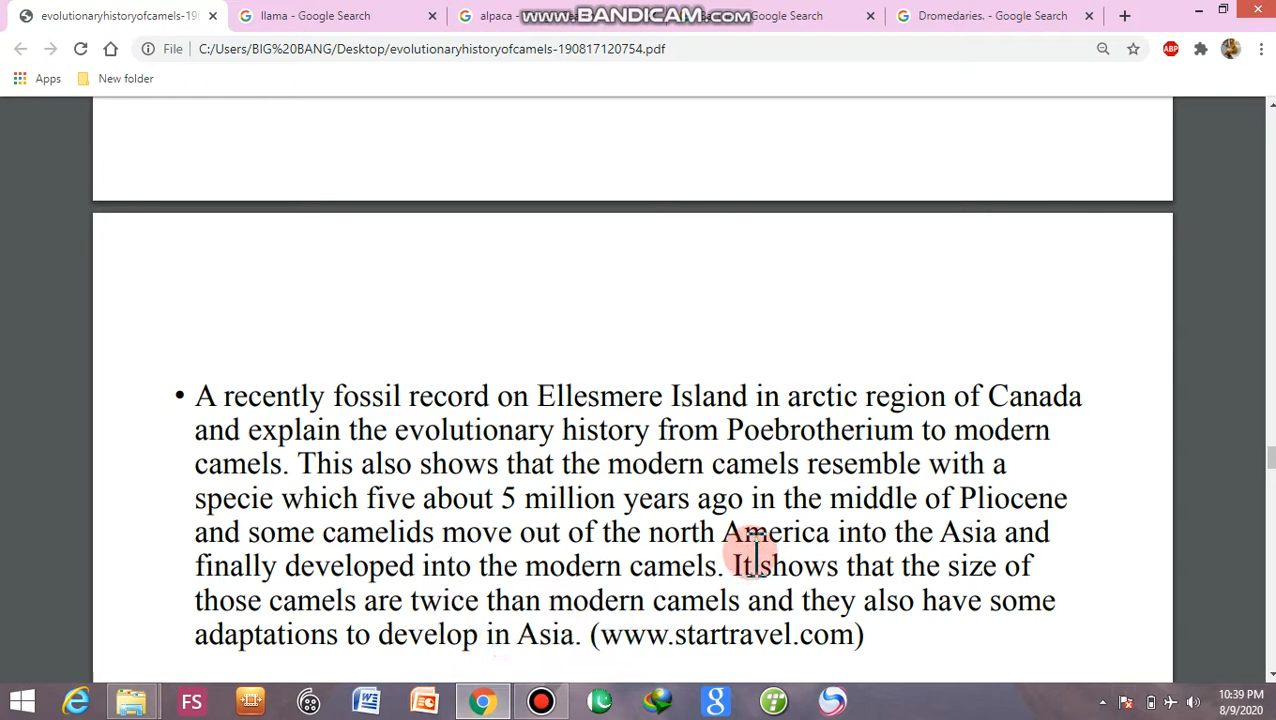 evolutionaryhistoryofcamels-190
llama - Google Search
alpaca -
Google Search
Dromedaries. - Google Search
www.BANDICAM.com
File
C:/Users/BIG%20BANG/Desktop/evolutionaryhistoryofcamels-190817120754.pdf
ABP
Apps
New folder
• A recently fossil record on Ellesmere Island in arctic region of Canada
and explain the evolutionary history from Poebrotherium to modern
camels. This also shows that the modern camels resemble with a
specie which five about 5 million years ago in the middle of Pliocene
and some camelids move out of the north America into the Asia and
finally developed into the modern camels. It shows that the size of
those camels are twice than modern camels and they also have some
adaptations to develop in Asia. (www.startravel.com)
FS
10:39 PM
8/9/2020